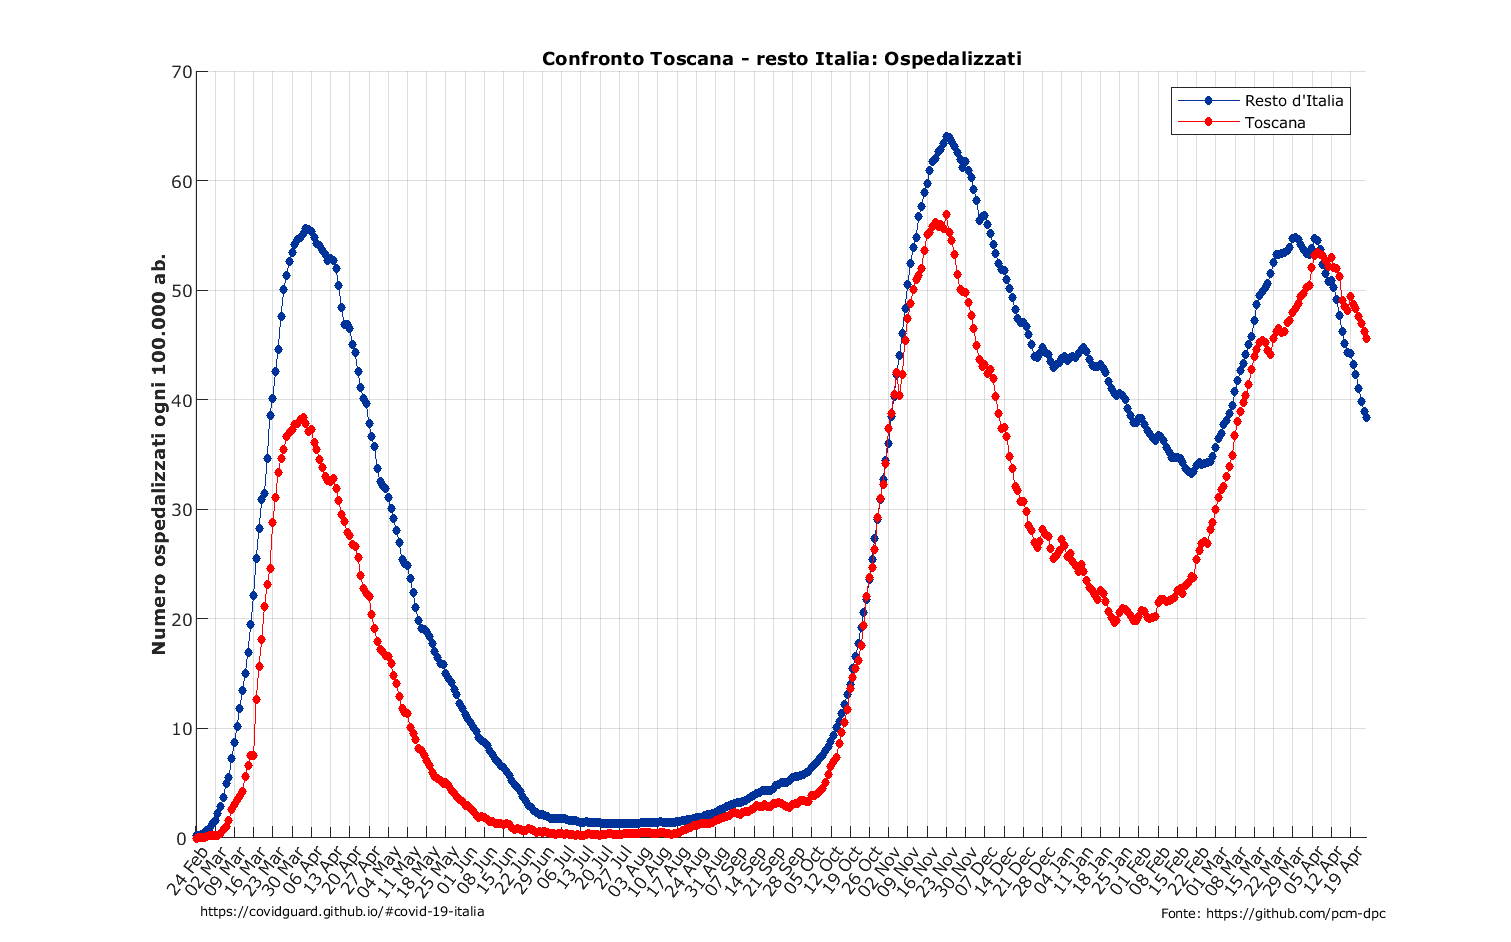 Confronto Toscana - resto Italia: Ospedalizzati
70
60
50
40
30
20
10
0
Numero ospedalizzati ogni 100.000 ab.
Resto d'Italia
Toscana
24 Feb
02 Mar
09 Mar
16 Mar
23 Mar
30 Mar
06 Apr
13 Apr
20 Apr
27 Apr
04 May
11 May
18 May
25 May
01 Jun
08 Jun
15 Jun
22 Jun
29 Jun
06 Jul
13 Jul
20 Jul
27 Jul
03 Aug
10 Aug
17 Aug
24 Aug
31 Aug
07 Sep
14 Sep
21 Sep
28 Sep
05 Oct
12 Oct
19 Oct
26 Oct
02 Nov
09 Nov
16 Nov
23 Nov
30 Nov
07 Dec
14 Dec
21 Dec
28 Dec
04 Jan
11 Jan
18 Jan
25 Jan
01 Feb
08 Feb
15 Feb
22 Feb
01 Mar
08 Mar
15 Mar
22 Mar
29 Mar
05 Apr
12 Apr
19 Apr
https://covidguard.github.io/#covid-19-italia
Fonte: https://github.com/pcm-dpc